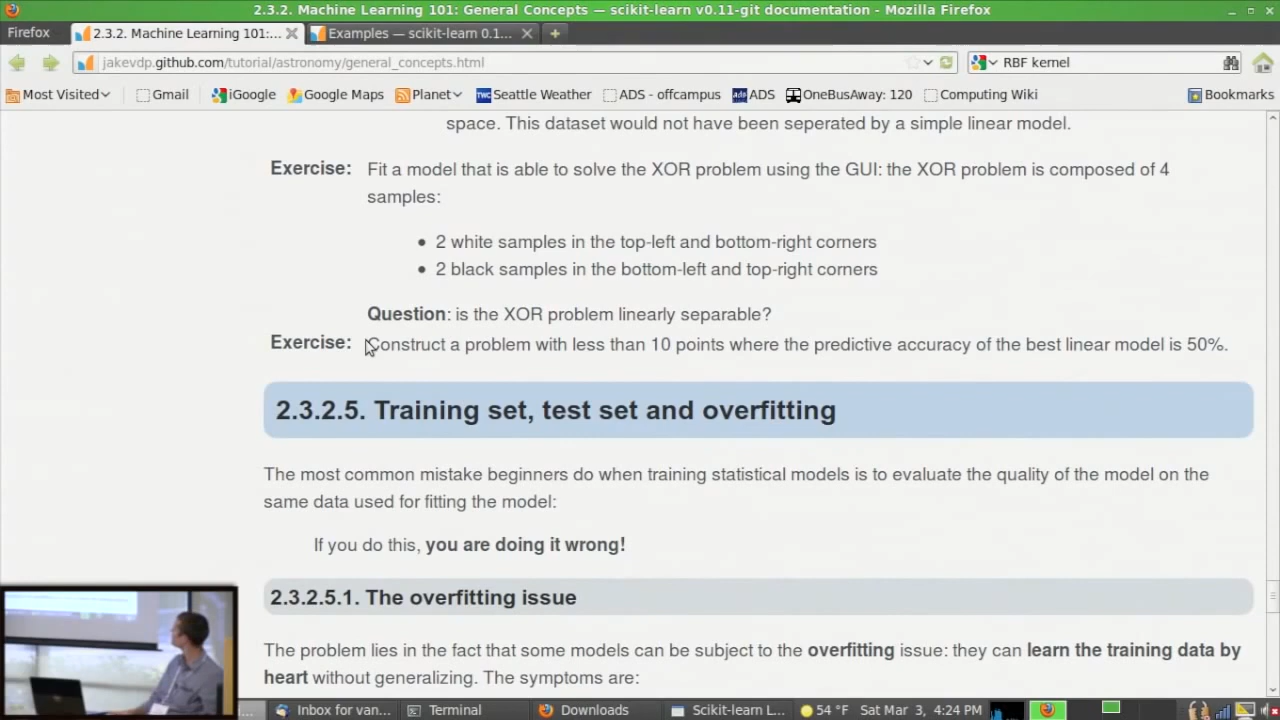 2.3.2. Machine Learning 101: General Concepts — scikit-learn v0.11-git documentation - Mozilla Firefox
Firefox
2.3.2. Machine Learning 101:...
Examples — scikit-learn 0.1...
jakevdp.github.com/tutorial/astronomy/general_concepts.html
RBF kernel
Most Visited
Gmail
iGoogle
Google Maps
Planet
Seattle Weather
ADS - offcampus
ADS
OneBusAway: 120
Computing Wiki
Bookmarks
space. This dataset would not have been seperated by a simple linear model.
Exercise: Fit a model that is able to solve the XOR problem using the GUI: the XOR problem is composed of 4
samples:
• 2 white samples in the top-left and bottom-right corners
• 2 black samples in the bottom-left and top-right corners
Question: is the XOR problem linearly separable?
Exercise: Construct a problem with less than 10 points where the predictive accuracy of the best linear model is 50%.
2.3.2.5. Training set, test set and overfitting
The most common mistake beginners do when training statistical models is to evaluate the quality of the model on the
same data used for fitting the model:
If you do this, you are doing it wrong!
2.3.2.5.1. The overfitting issue
The problem lies in the fact that some models can be subject to the overfitting issue: they can learn the training data by
heart without generalizing. The symptoms are:
Inbox for van...
Terminal
Downloads
Scikit-learn L...
54 °F
Sat Mar 3, 4:24 PM